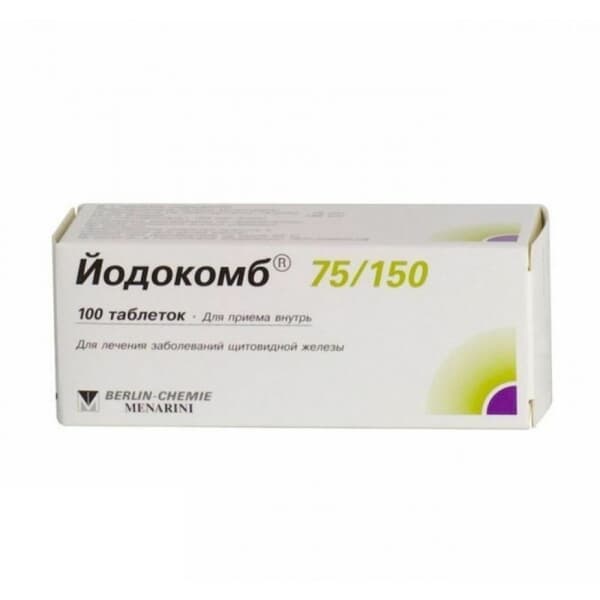 Йодокомб® 75/150
100 таблеток · Для приема внутрь
Для лечения заболеваний щитовидной железы
BERLIN-CHEMIE
MENARINI